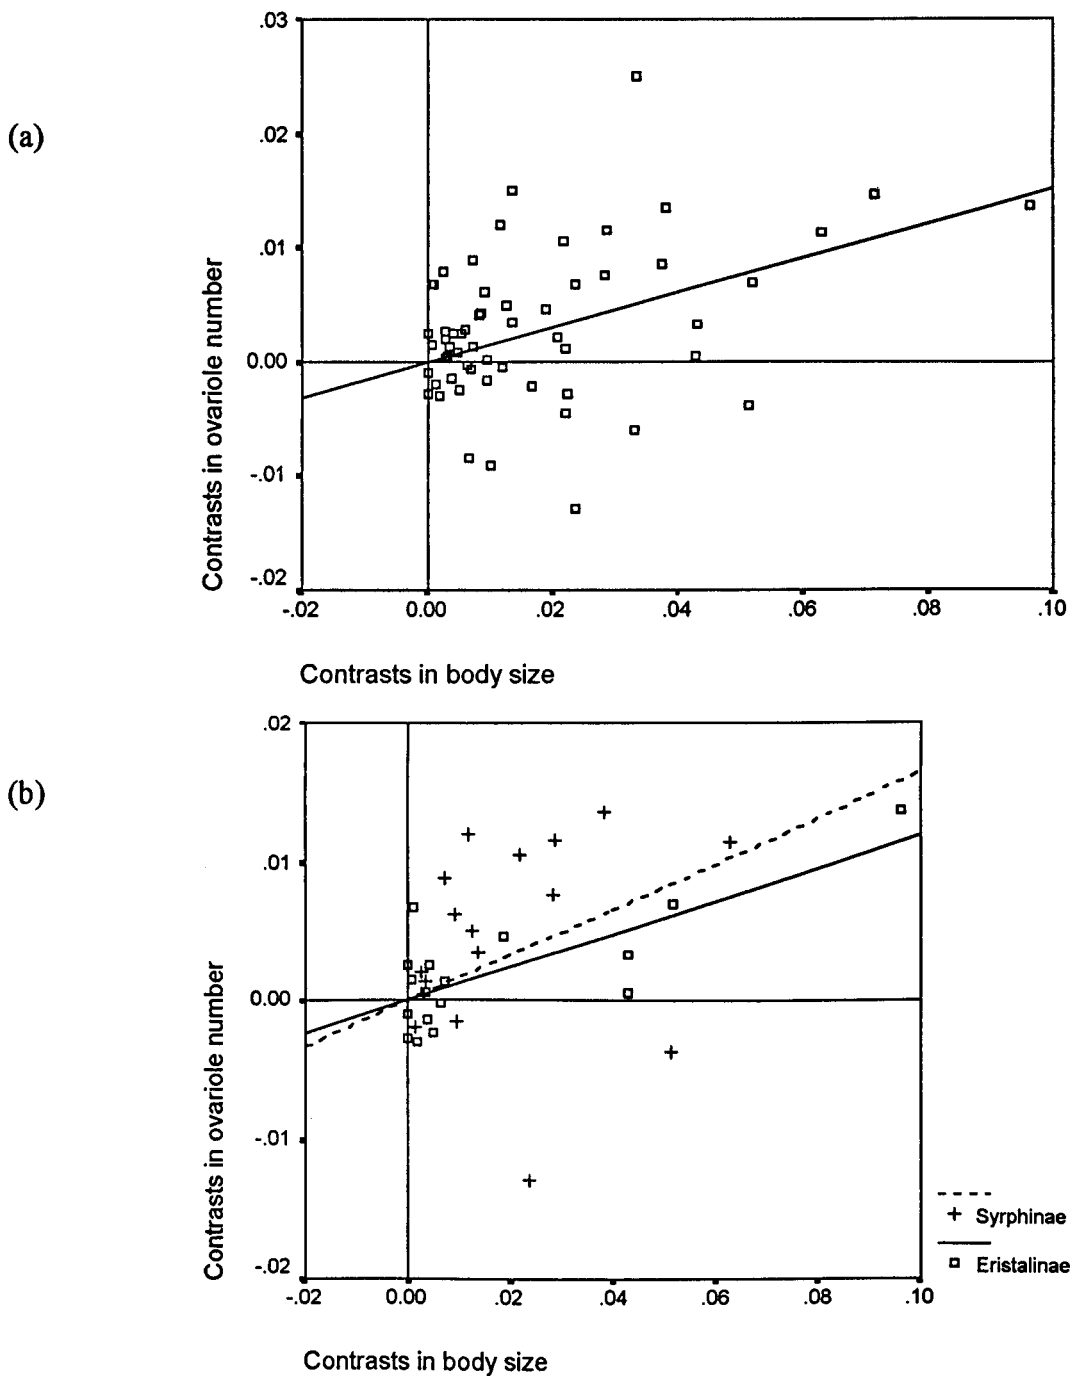 (a)
.03
.02
.01
0.00
-.01
-.02
Contrasts in ovariole number
-.02 0.00 .02 .04 .06 .08 .10
Contrasts in body size
(b)
.02
.01
0.00
-.01
-.02
Contrasts in ovariole number
-.02 0.00 .02 .04 .06 .08 .10
Contrasts in body size
Syrphinae
Eristalinae